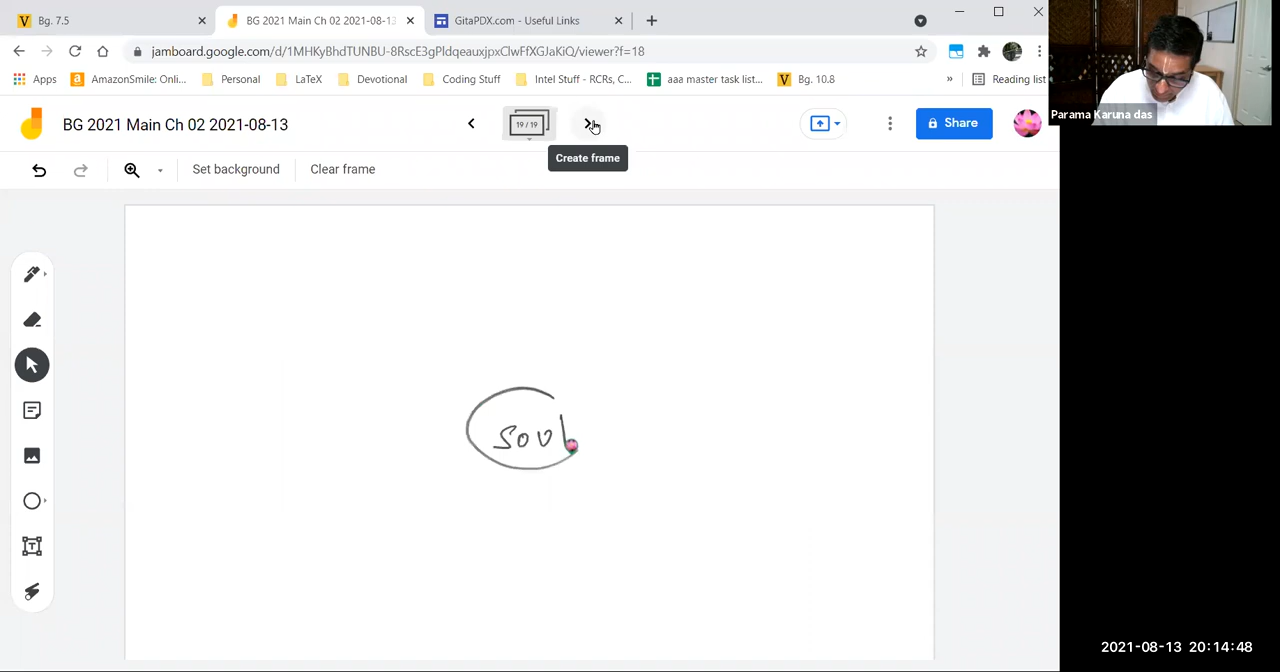 Bg. 7.5
BG 2021 Main Ch 02 2021-08-13
GitaPDX.com - Useful Links
jamboard.google.com/d/1MHKyBhdTUNBU-8RscE3gPldqeauxjpxClwFfXGJaKiQ/viewer?f=18
Apps
AmazonSmile: Onli...
Personal
LaTeX
Devotional
Coding Stuff
Intel Stuff - RCRs, C...
aaa master task list...
Bg. 10.8
»
Reading list
Parama Karuna das
BG 2021 Main Ch 02 2021-08-13
19 / 19
Share
Create frame
Set background
Clear frame
soul
2021-08-13 20:14:48